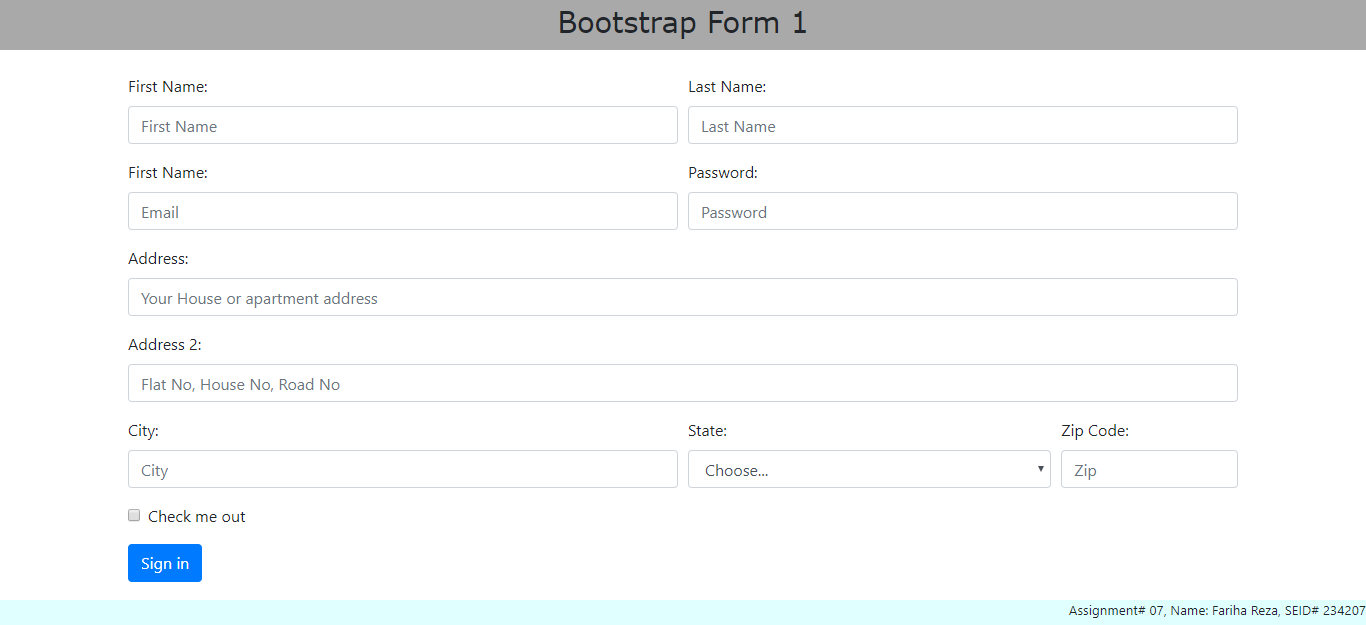 Bootstrap Form 1
First Name: Last Name:
First Name Last Name
First Name: Password:
Email Password
Address:
Your House or apartment address
Address 2:
Flat No, House No, Road No
City: State: Zip Code:
City Choose... Zip
Check me out
Sign in
Assignment# 07, Name: Fariha Reza, SEID# 234207